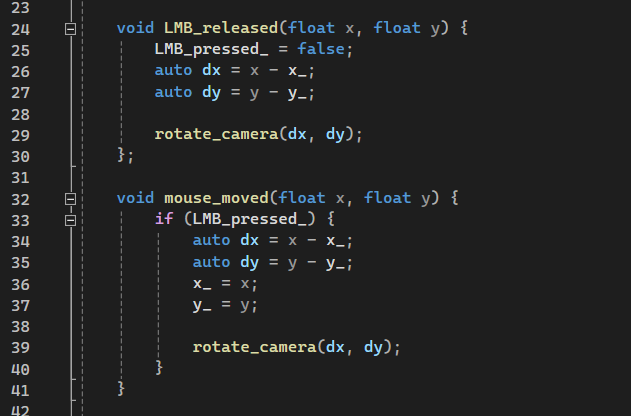 23
24 void LMB_released(float x, float y) {
25 LMB_pressed_ = false;
26 auto dx = x - x_;
27 auto dy = y - y_;
28
29 rotate_camera(dx, dy);
30 };
31
32 void mouse_moved(float x, float y) {
33 if (LMB_pressed_) {
34 auto dx = x - x_;
35 auto dy = y - y_;
36 x_ = x;
37 y_ = y;
38
39 rotate_camera(dx, dy);
40 }
41 }
42